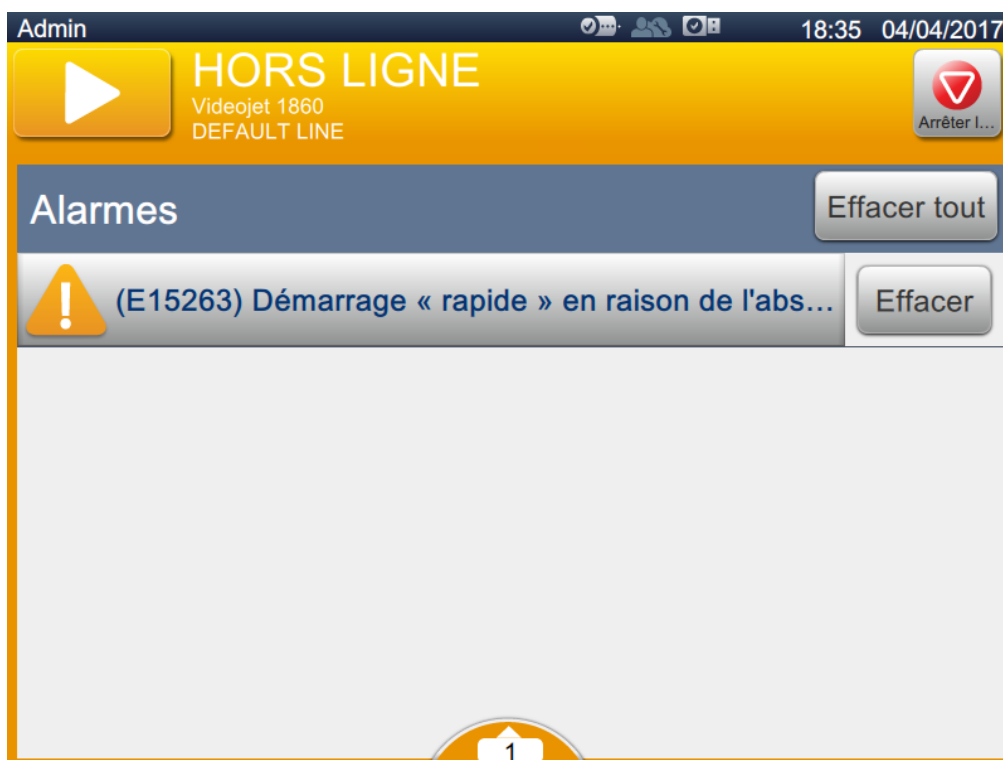 Admin 18:35 04/04/2017
HORS LIGNE
Videojet 1860
DEFAULT LINE
Arrêter l...
Alarmes
Effacer tout
(E15263) Démarrage « rapide » en raison de l'abs...
Effacer
1